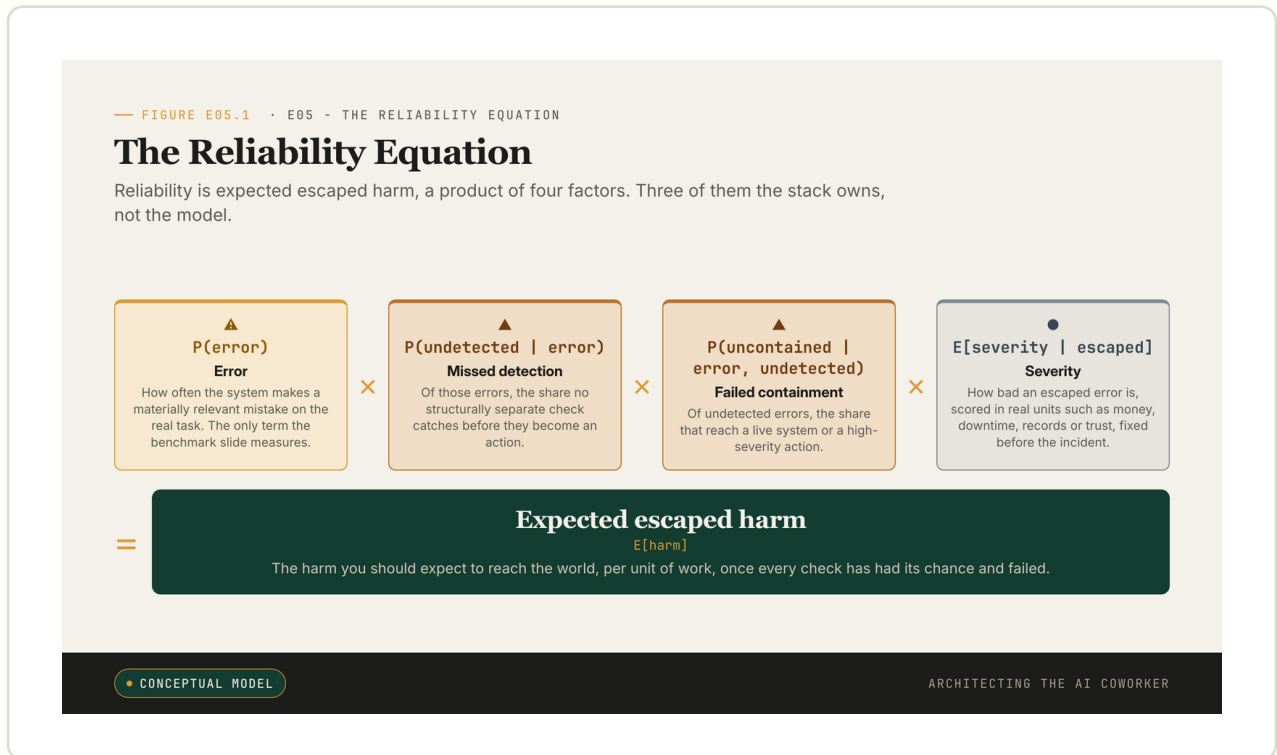 FIGURE E05.1 · E05 - THE RELIABILITY EQUATION
The Reliability Equation
Reliability is expected escaped harm, a product of four factors. Three of them the stack owns,
not the model.
P(error)
Error
How often the system makes a
materially relevant mistake on the
real task. The only term the
benchmark slide measures.
×
P(undetected | error)
Missed detection
Of those errors, the share no
structurally separate check
catches before they become an
action.
×
P(uncontained |
error, undetected)
Failed containment
Of undetected errors, the share
that reach a live system or a high-
severity action.
×
E[severity | escaped]
Severity
How bad an escaped error is,
scored in real units such as money,
downtime, records or trust, fixed
before the incident.
=
Expected escaped harm
E[harm]
The harm you should expect to reach the world, per unit of work, once every check has had its chance and failed.
CONCEPTUAL MODEL
ARCHITECTING THE AI COWORKER